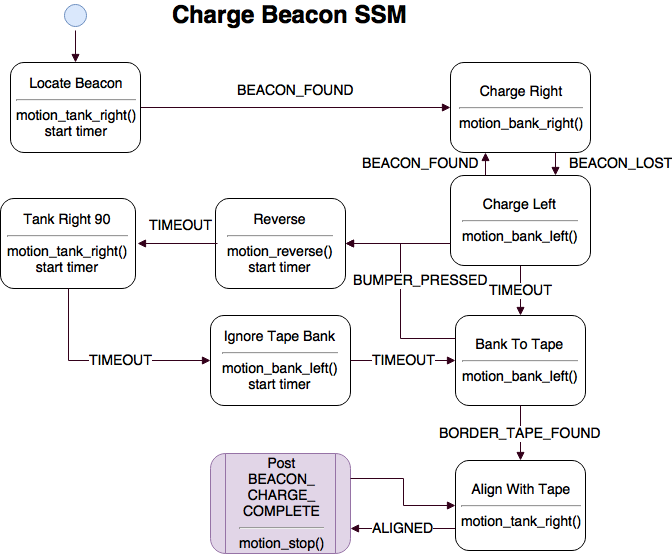 Charge Beacon SSM
Locate Beacon
motion_tank_right()
start timer
BEACON_FOUND
Charge Right
motion_bank_right()
BEACON_FOUND
BEACON_LOST
Charge Left
motion_bank_left()
Tank Right 90
motion_tank_right()
start timer
TIMEOUT
Reverse
motion_reverse()
start timer
BUMPER_PRESSED
TIMEOUT
TIMEOUT
Ignore Tape Bank
motion_bank_left()
start timer
TIMEOUT
Bank To Tape
motion_bank_left()
BORDER_TAPE_FOUND
Post
BEACON_
CHARGE_
COMPLETE
motion_stop()
ALIGNED
Align With Tape
motion_tank_right()